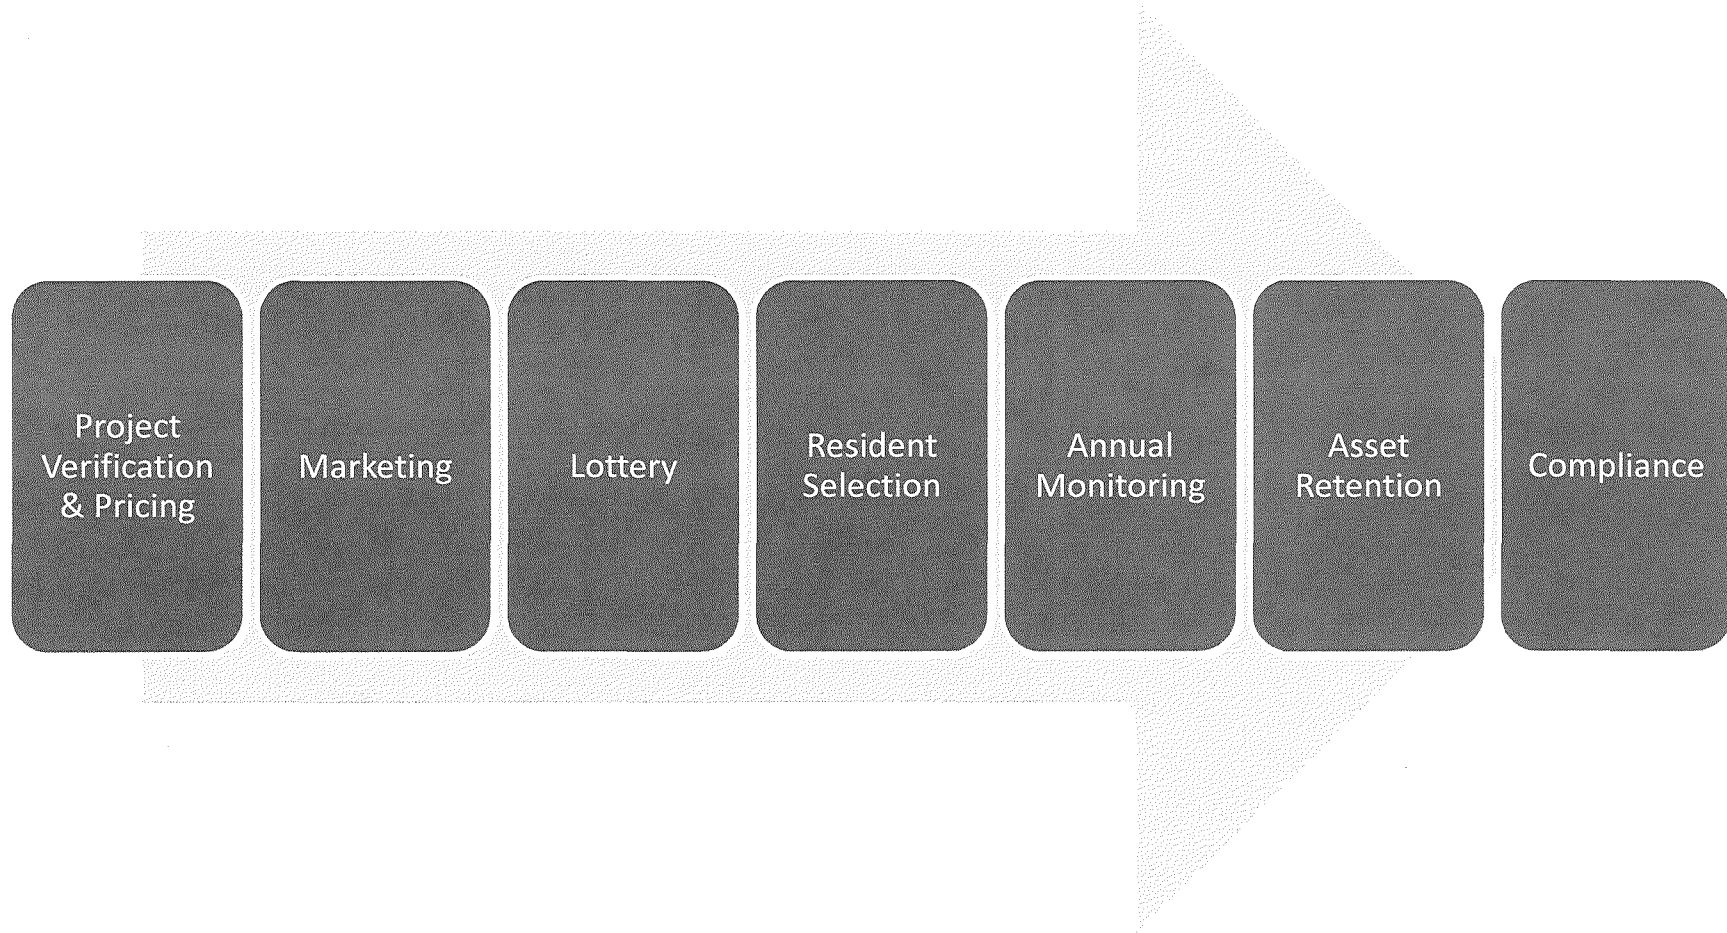 Project
Verification
& Pricing
Marketing
Lottery
Resident
Selection
Annual
Monitoring
Asset
Retention
Compliance